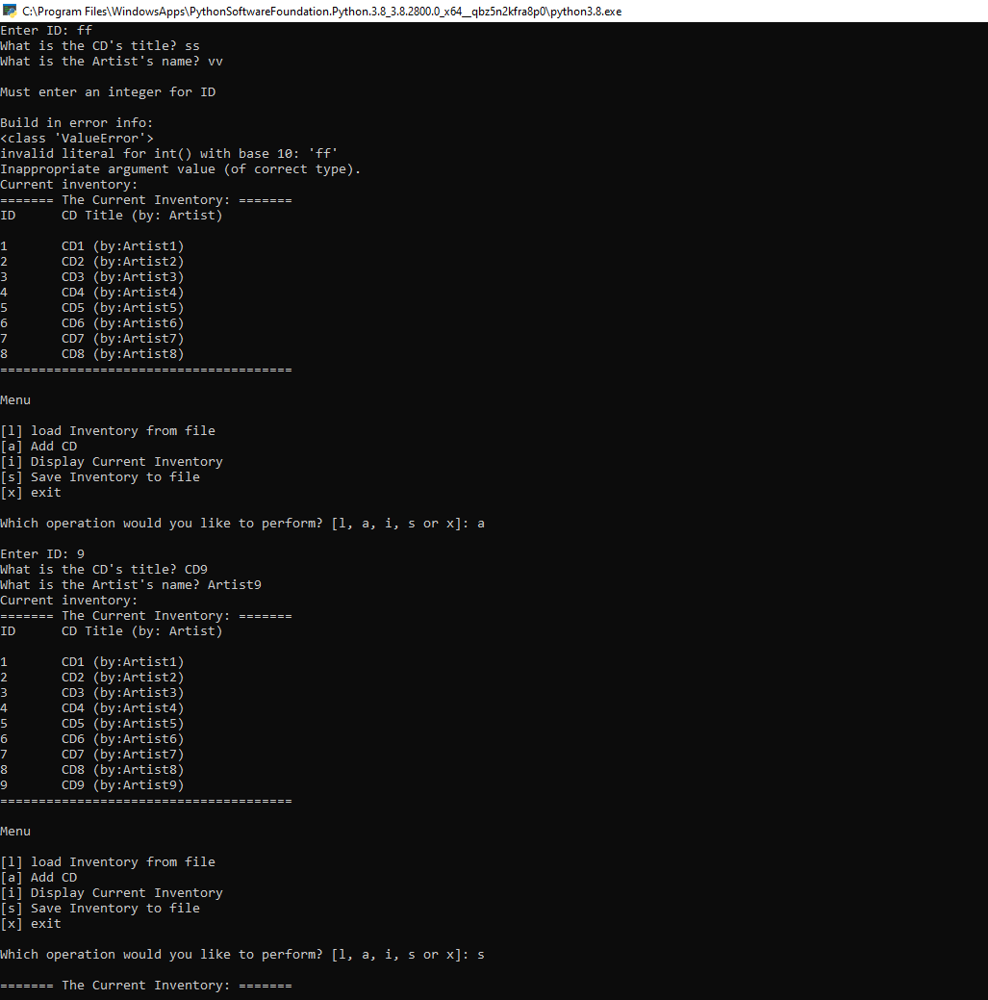 C:\Program Files\WindowsApps\PythonSoftwareFoundation.Python.3.8_3.8.2800.0_x64__qbz5n2kfra8p0\python3.8.exe
Enter ID: ff
What is the CD's title? ss
What is the Artist's name? vv
Must enter an integer for ID
Build in error info:
<class 'ValueError'>
invalid literal for int() with base 10: 'ff'
Inappropriate argument value (of correct type).
Current inventory:
======= The Current Inventory: =======
ID      CD Title (by: Artist)
1       CD1 (by:Artist1)
2       CD2 (by:Artist2)
3       CD3 (by:Artist3)
4       CD4 (by:Artist4)
5       CD5 (by:Artist5)
6       CD6 (by:Artist6)
7       CD7 (by:Artist7)
8       CD8 (by:Artist8)
======================================
Menu
[l] load Inventory from file
[a] Add CD
[i] Display Current Inventory
[s] Save Inventory to file
[x] exit
Which operation would you like to perform? [l, a, i, s or x]: a
Enter ID: 9
What is the CD's title? CD9
What is the Artist's name? Artist9
Current inventory:
======= The Current Inventory: =======
ID      CD Title (by: Artist)
1       CD1 (by:Artist1)
2       CD2 (by:Artist2)
3       CD3 (by:Artist3)
4       CD4 (by:Artist4)
5       CD5 (by:Artist5)
6       CD6 (by:Artist6)
7       CD7 (by:Artist7)
8       CD8 (by:Artist8)
9       CD9 (by:Artist9)
======================================
Menu
[l] load Inventory from file
[a] Add CD
[i] Display Current Inventory
[s] Save Inventory to file
[x] exit
Which operation would you like to perform? [l, a, i, s or x]: s
======= The Current Inventory: =======